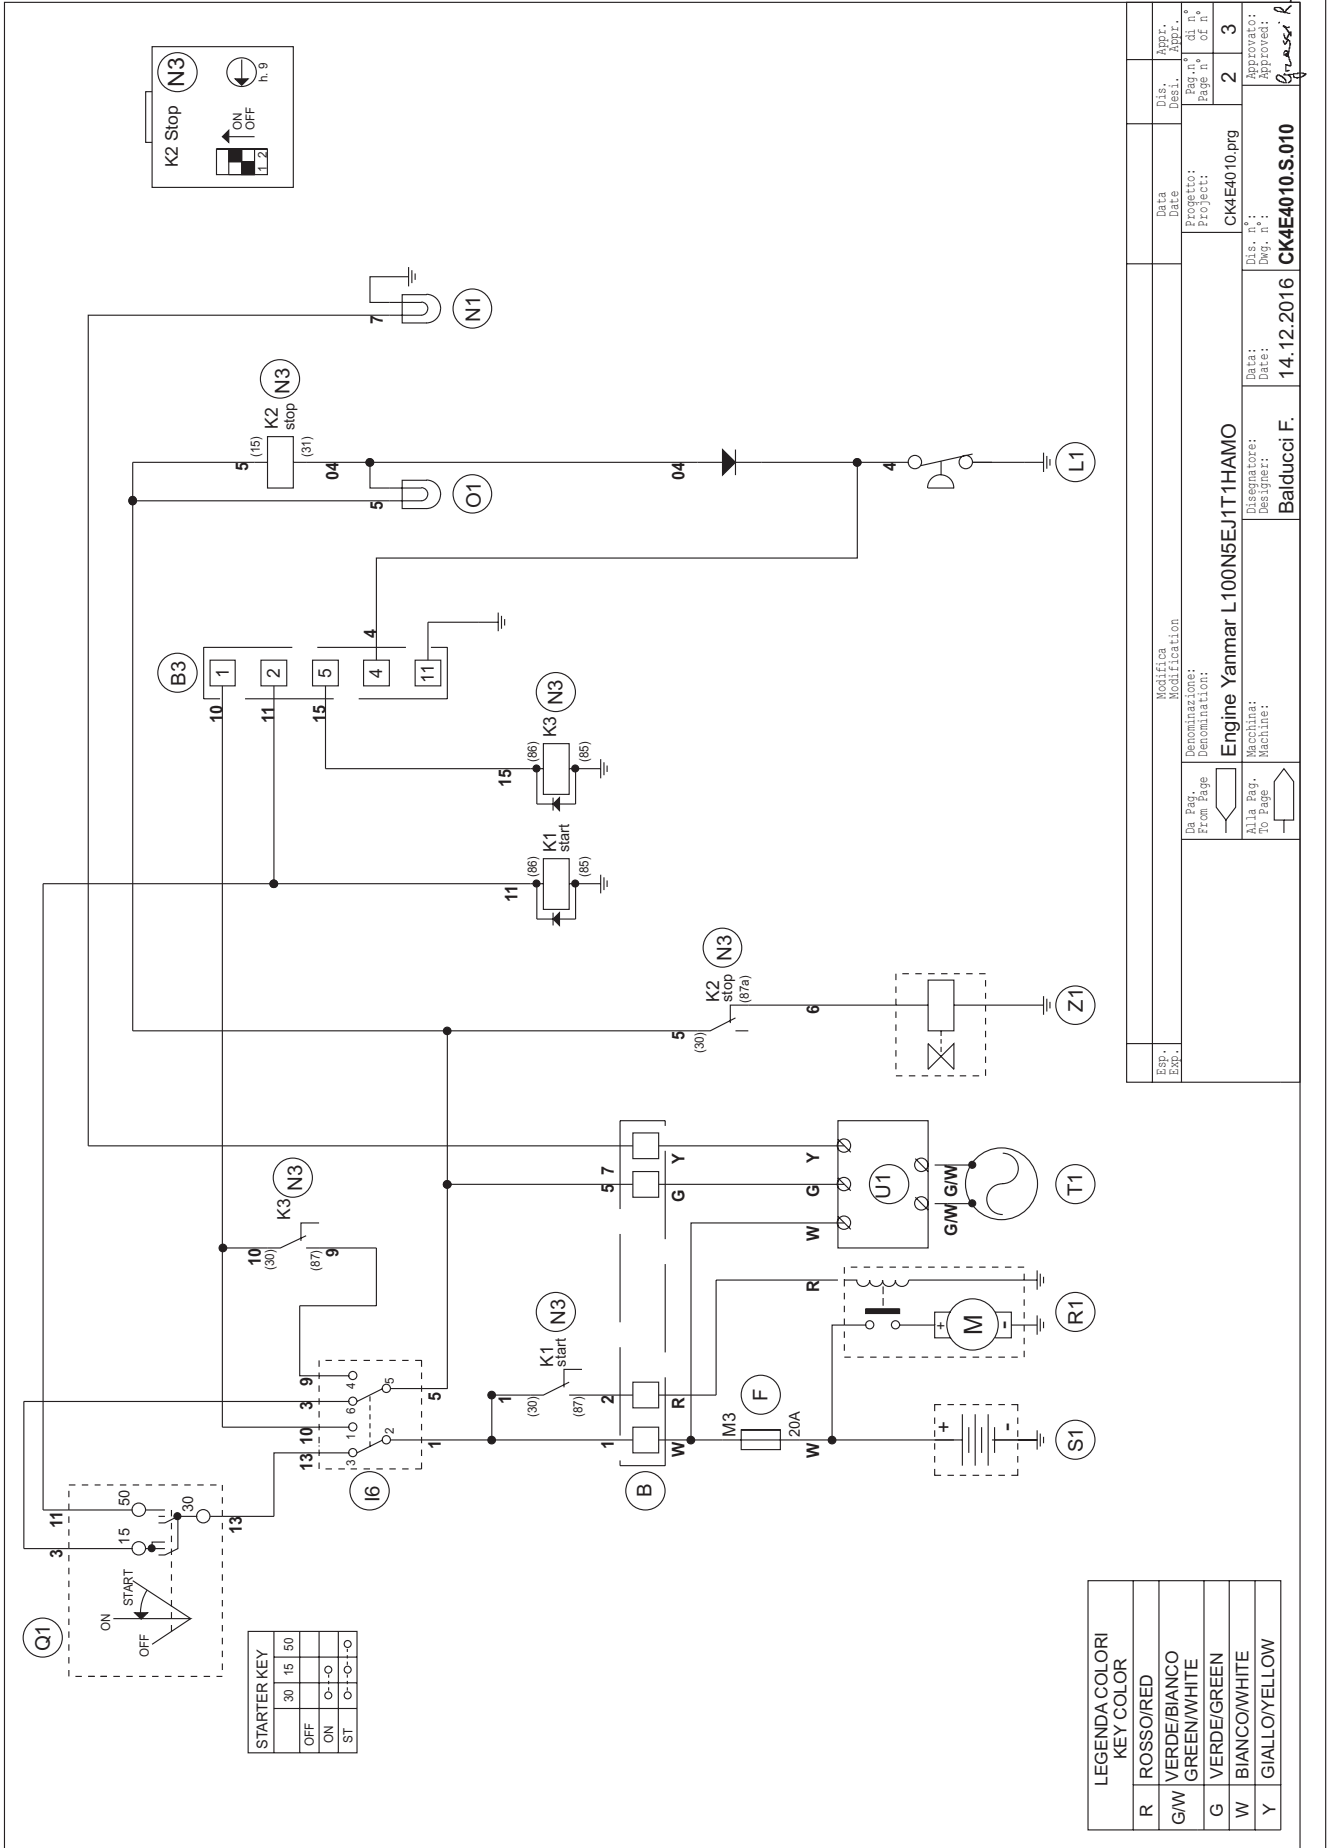 Q1
ON
START
OFF
3
11
15
50
30
13
STARTER KEY
30 15 50
OFF
ON
ST
I6
13 10 3 9
3 1 6 4
2 5
1
5
10
(30)
K3
N3
(87)
9
1
(30)
K1
start
N3
(87)
2
B
1
5 7
W
R
G
Y
M3
F
20A
W
R
W
G
Y
U1
G/W G/W
+
-
S1
+
M
-
R1
T1
5
(30)
K2
stop
N3
(87a)
6
Z1
B3
10
1
11
2
15
5
4
4
11
11
(86)
K1
start
(85)
15
(86)
K3
N3
(85)
5
(15)
K2
stop
N3
(31)
04
5
O1
04
4
L1
7
N1
K2 Stop
N3
ON
OFF
1 2
h. 9
LEGENDA COLORI
KEY COLOR
R ROSSO/RED
G/W VERDE/BIANCO
GREEN/WHITE
G VERDE/GREEN
W BIANCO/WHITE
Y GIALLO/YELLOW
Esp.
Exp.
Modifica
Modification
Data
Date
Dis.
Desi.
Appr.
Appr.
Da Pag.
From Page
Denominazione:
Denomination:
Engine Yanmar L100N5EJ1T1HAMO
Progetto:
Project:
CK4E4010.prg
Pag.n°
Page n°
2
di n°
of n°
3
Alla Pag.
To Page
Macchina:
Machine:
Disegnatore:
Designer:
Balducci F.
Data:
Date:
14.12.2016
Dis. n°:
Dwg. n°:
CK4E4010.S.010
Approvato:
Approved:
Grassi R.